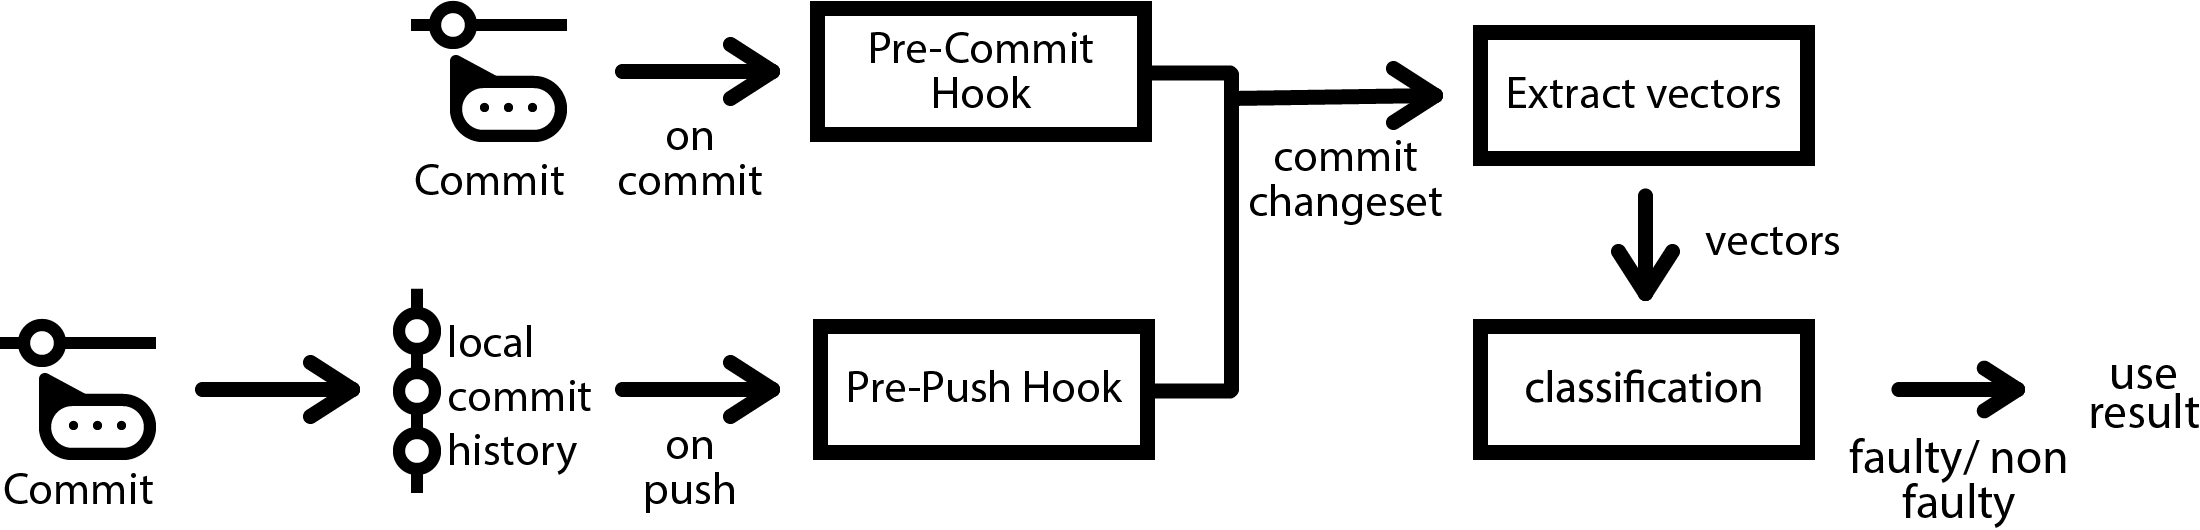 Pre-Commit
Hook
on
commit
Commit
commit
changeset
Extract vectors
vectors
Commit
local
commit
history
on
push
Pre-Push Hook
classification
faulty/ non
faulty
use
result